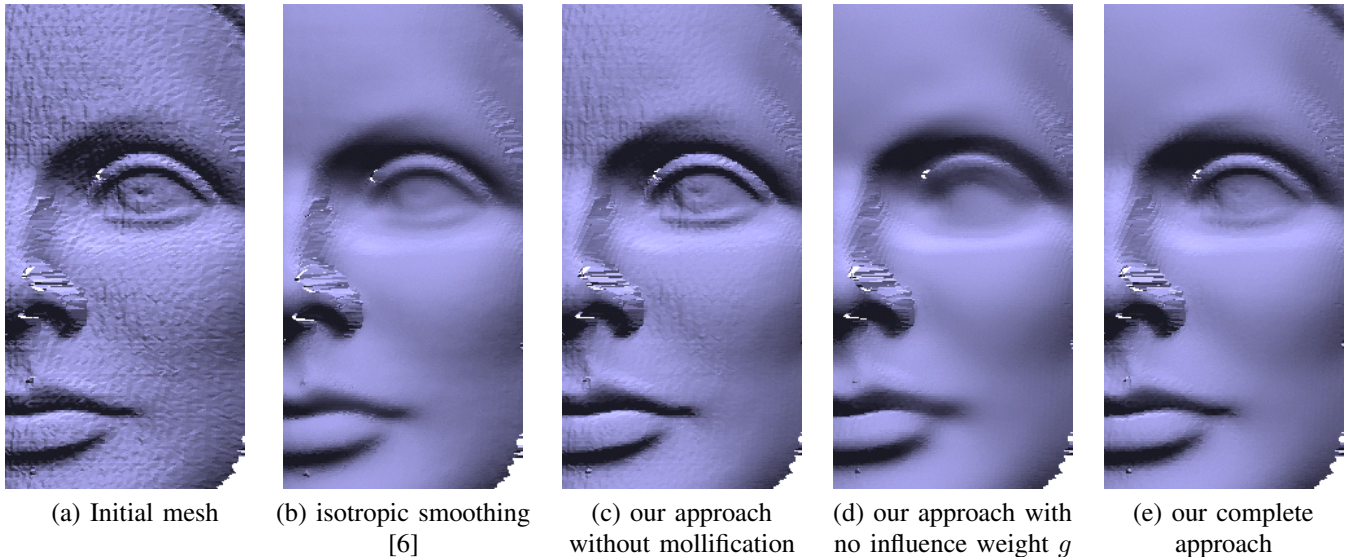 (a) Initial mesh
(b) isotropic smoothing
[6]
(c) our approach
without mollification
(d) our approach with
no influence weight g
(e) our complete
approach